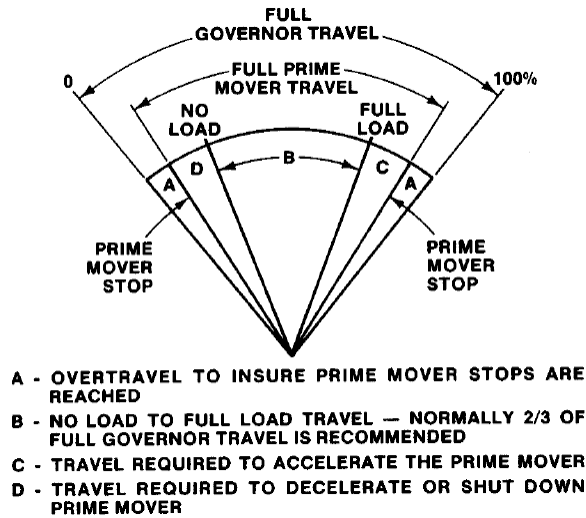 FULL
GOVERNOR TRAVEL
0
FULL PRIME
MOVER TRAVEL
100%
NO
LOAD
FULL
LOAD
A
D
B
C
A
PRIME
MOVER
STOP
PRIME
MOVER
STOP
A - OVERTRAVEL TO INSURE PRIME MOVER STOPS ARE
REACHED
B - NO LOAD TO FULL LOAD TRAVEL — NORMALLY 2/3 OF
FULL GOVERNOR TRAVEL IS RECOMMENDED
C - TRAVEL REQUIRED TO ACCELERATE THE PRIME MOVER
D - TRAVEL REQUIRED TO DECELERATE OR SHUT DOWN
PRIME MOVER